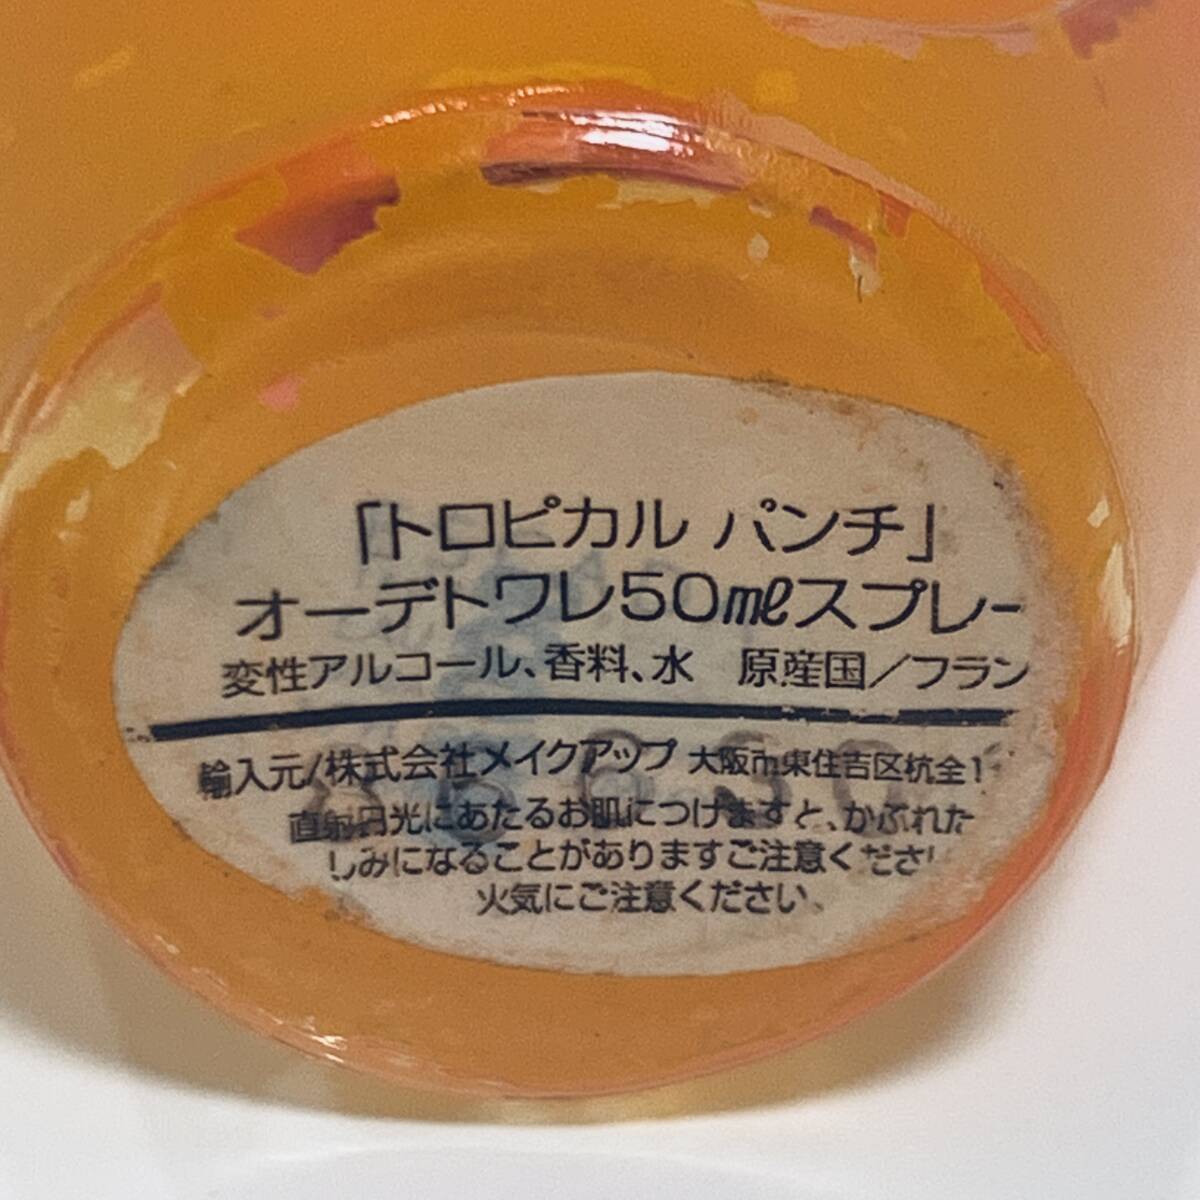 「トロピカル パンチ」
オーデトワレ50mlスプレー
変性アルコール、香料、水　原産国/フラン
輸入元/株式会社メイクアップ 大阪市東住吉区杭全1
直射日光にあたるお肌につけますと、かぶれた
しみになることがありますご注意くださ
火気にご注意ください、